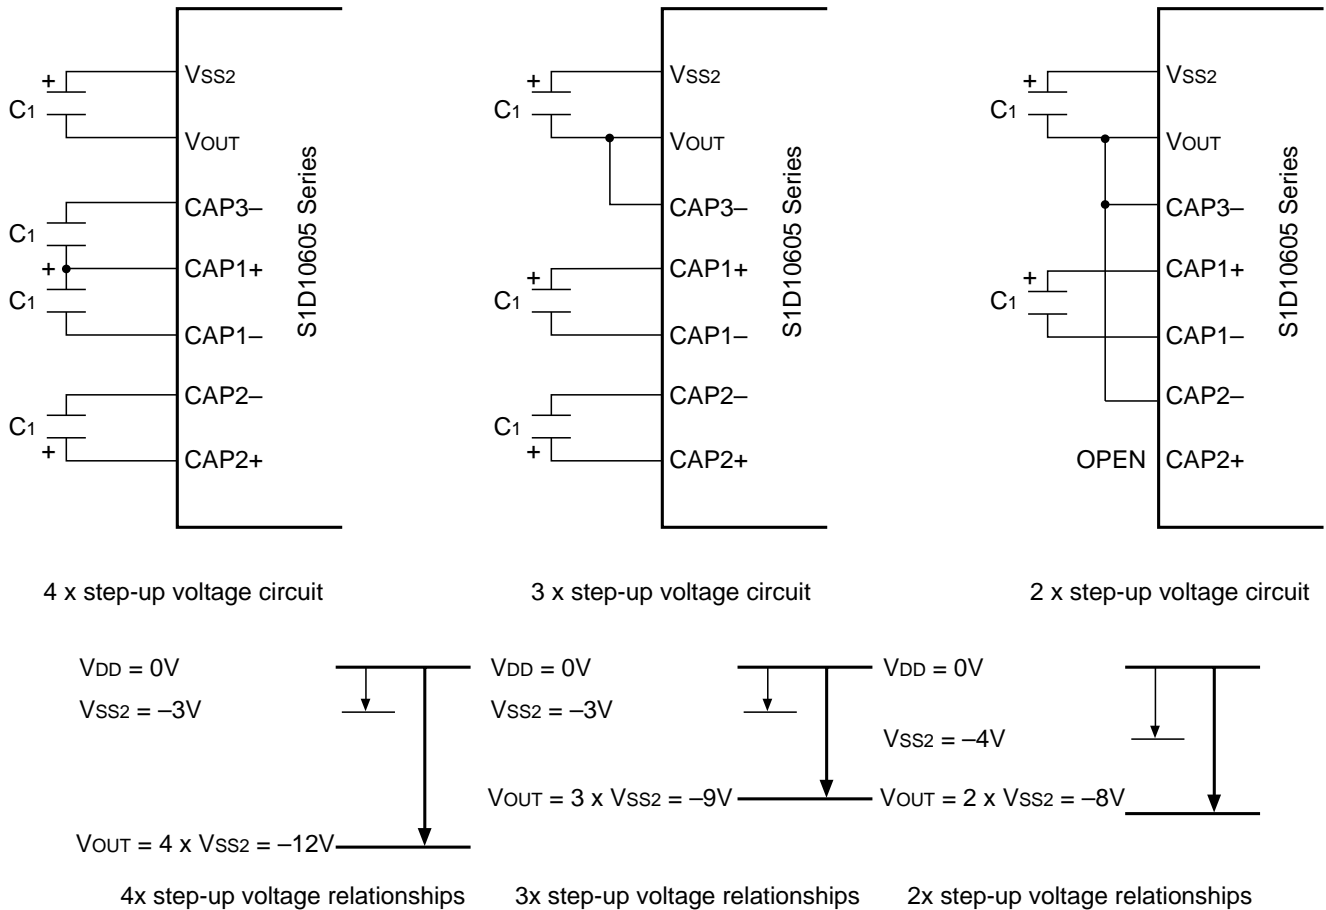 VSS2
VOUT
CAP3–
CAP1+
CAP1–
CAP2–
CAP2+
+
C1
C1
+
C1
C1
+
S1D10605 Series
VSS2
VOUT
CAP3–
CAP1+
CAP1–
CAP2–
CAP2+
+
C1
+
C1
C1
+
S1D10605 Series
VSS2
VOUT
CAP3–
CAP1+
CAP1–
CAP2–
OPEN CAP2+
+
C1
+
C1
S1D10605 Series
4 x step-up voltage circuit
3 x step-up voltage circuit
2 x step-up voltage circuit
VDD = 0V
VSS2 = –3V
VOUT = 4 x VSS2 = –12V
4x step-up voltage relationships
VDD = 0V
VSS2 = –3V
VOUT = 3 x VSS2 = –9V
3x step-up voltage relationships
VDD = 0V
VSS2 = –4V
VOUT = 2 x VSS2 = –8V
2x step-up voltage relationships